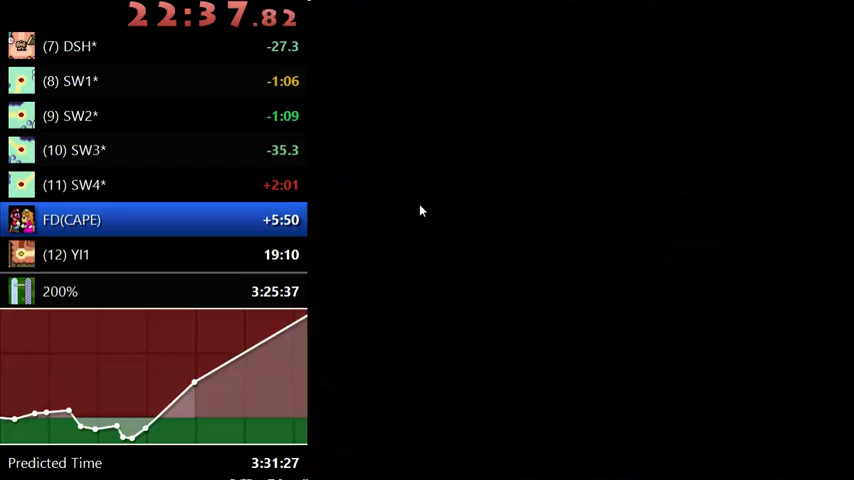 22:37.82
(7) DSH* -27.3
(8) SW1* -1:06
(9) SW2* -1:09
(10) SW3* -35.3
(11) SW4* +2:01
FD(CAPE) +5:50
(12) YI1 19:10
200% 3:25:37
Predicted Time 3:31:27